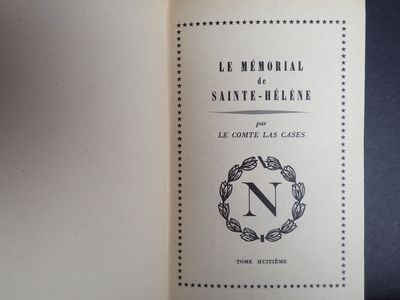 LE MÉMORIAL
de
SAINTE-HÉLÈNE
par
LE COMTE LAS CASES
N
TOME HUITIÈME